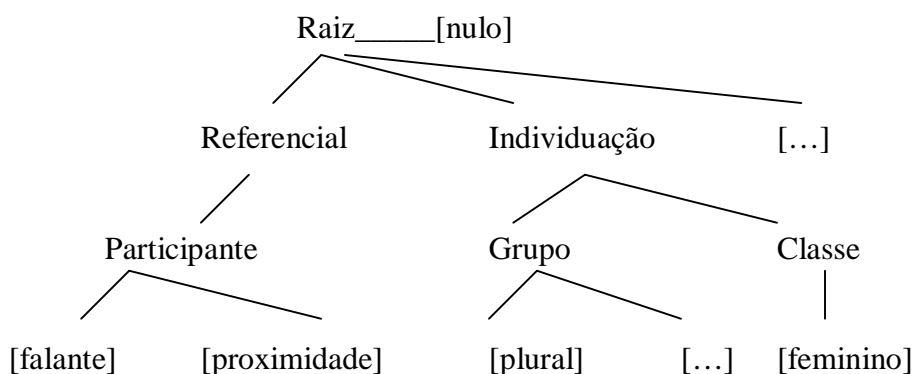 Raiz_____[nulo]
Referencial Individuação […]
Participante Grupo Classe
[falante] [proximidade] [plural] […] [feminino]